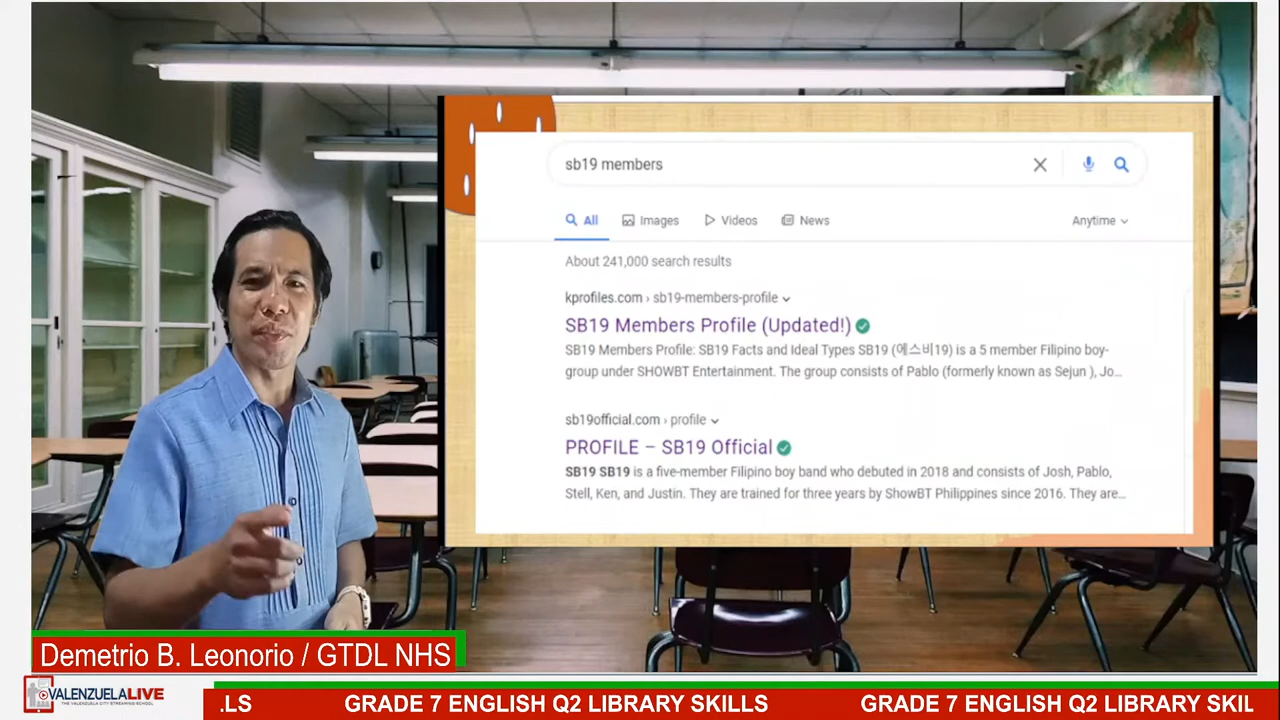 sb19 members
All
Images
Videos
News
Anytime
About 241,000 search results
kprofiles.com › sb19-members-profile
SB19 Members Profile (Updated!)
SB19 Members Profile: SB19 Facts and Ideal Types SB19 (에스비19) is a 5 member Filipino boy-
group under SHOWBT Entertainment. The group consists of Pablo (formerly known as Sejun ), Jo...
sb19official.com › profile
PROFILE – SB19 Official
SB19 SB19 is a five-member Filipino boy band who debuted in 2018 and consists of Josh, Pablo,
Stell, Ken, and Justin. They are trained for three years by ShowBT Philippines since 2016. They are...
Demetrio B. Leonorio / GTDL NHS
VALENZUELALIVE
THE VALENZUELA CITY STREAMING SCHOOL
.LS GRADE 7 ENGLISH Q2 LIBRARY SKILLS GRADE 7 ENGLISH Q2 LIBRARY SKIL